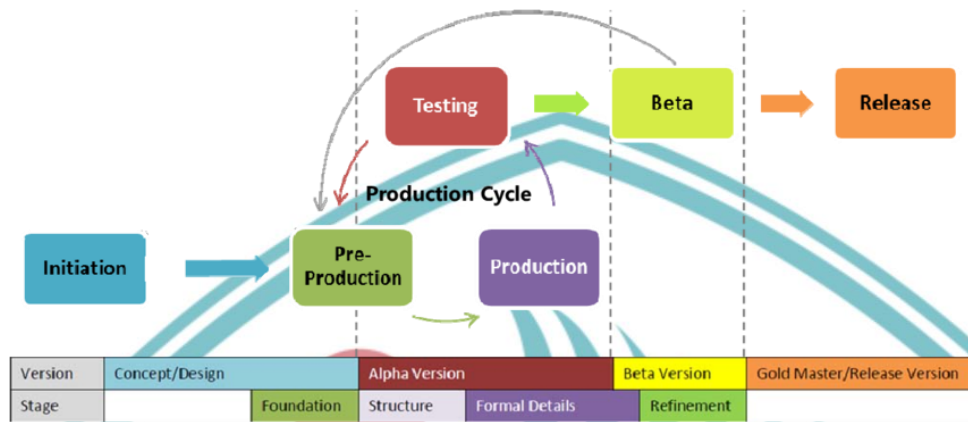 Testing
Beta
Release
Production Cycle
Initiation
Pre-
Production
Production
Version
Concept/Design
Alpha Version
Beta Version
Gold Master/Release Version
Stage
Foundation
Structure
Formal Details
Refinement